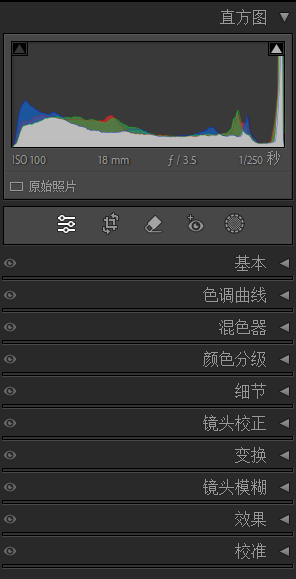 直方图
ISO 100 18 mm ƒ / 3.5 1/250 秒
原始照片
基本
色调曲线
混色器
颜色分级
细节
镜头校正
变换
镜头模糊
效果
校准